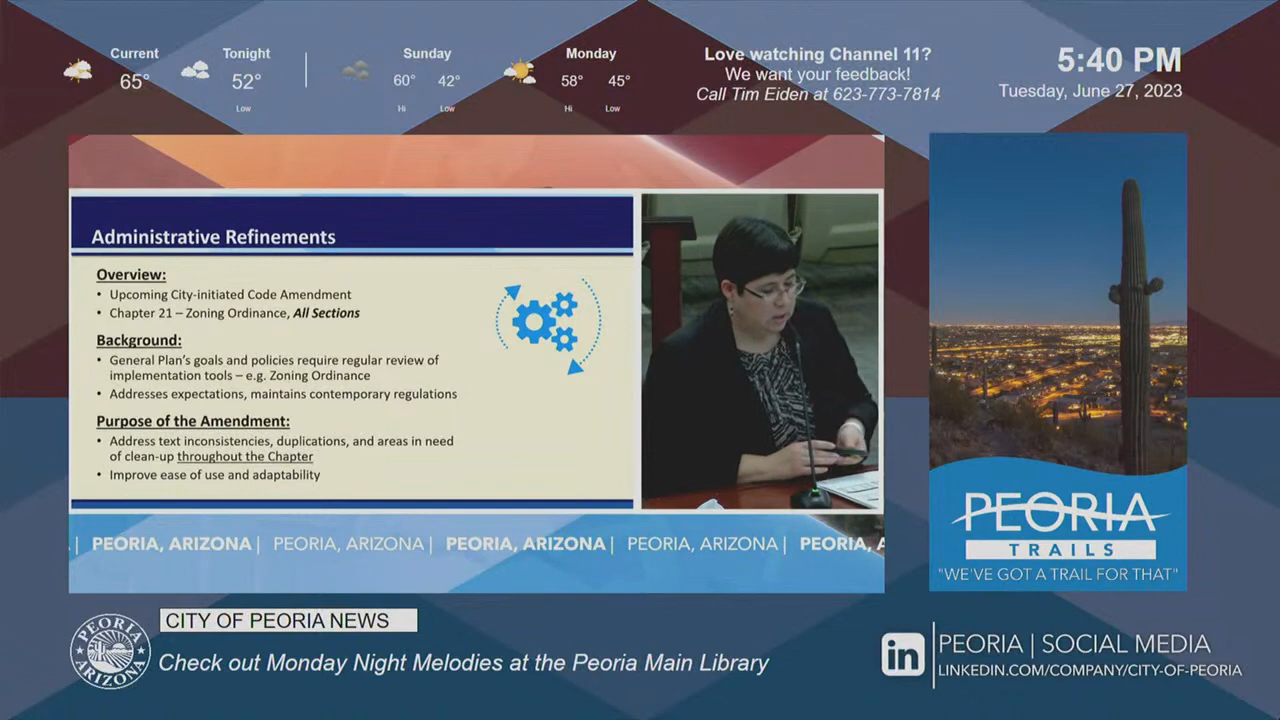 Current
65°
Tonight
52°
Low
Sunday
60° 42°
Hi Low
Monday
58° 45°
Hi Low
Love watching Channel 11?
We want your feedback!
Call Tim Eiden at 623-773-7814
5:40 PM
Tuesday, June 27, 2023
Administrative Refinements
Overview:
• Upcoming City-initiated Code Amendment
• Chapter 21 – Zoning Ordinance, All Sections
Background:
• General Plan's goals and policies require regular review of
implementation tools – e.g. Zoning Ordinance
• Addresses expectations, maintains contemporary regulations
Purpose of the Amendment:
• Address text inconsistencies, duplications, and areas in need
of clean-up throughout the Chapter
• Improve ease of use and adaptability
| PEORIA, ARIZONA | PEORIA, ARIZONA | PEORIA, ARIZONA | PEORIA, ARIZONA | PEORIA, A
PEORIA
TRAILS
"WE'VE GOT A TRAIL FOR THAT"
PEORIA
ARIZONA
CITY OF PEORIA NEWS
Check out Monday Night Melodies at the Peoria Main Library
in
PEORIA | SOCIAL MEDIA
LINKEDIN.COM/COMPANY/CITY-OF-PEORIA